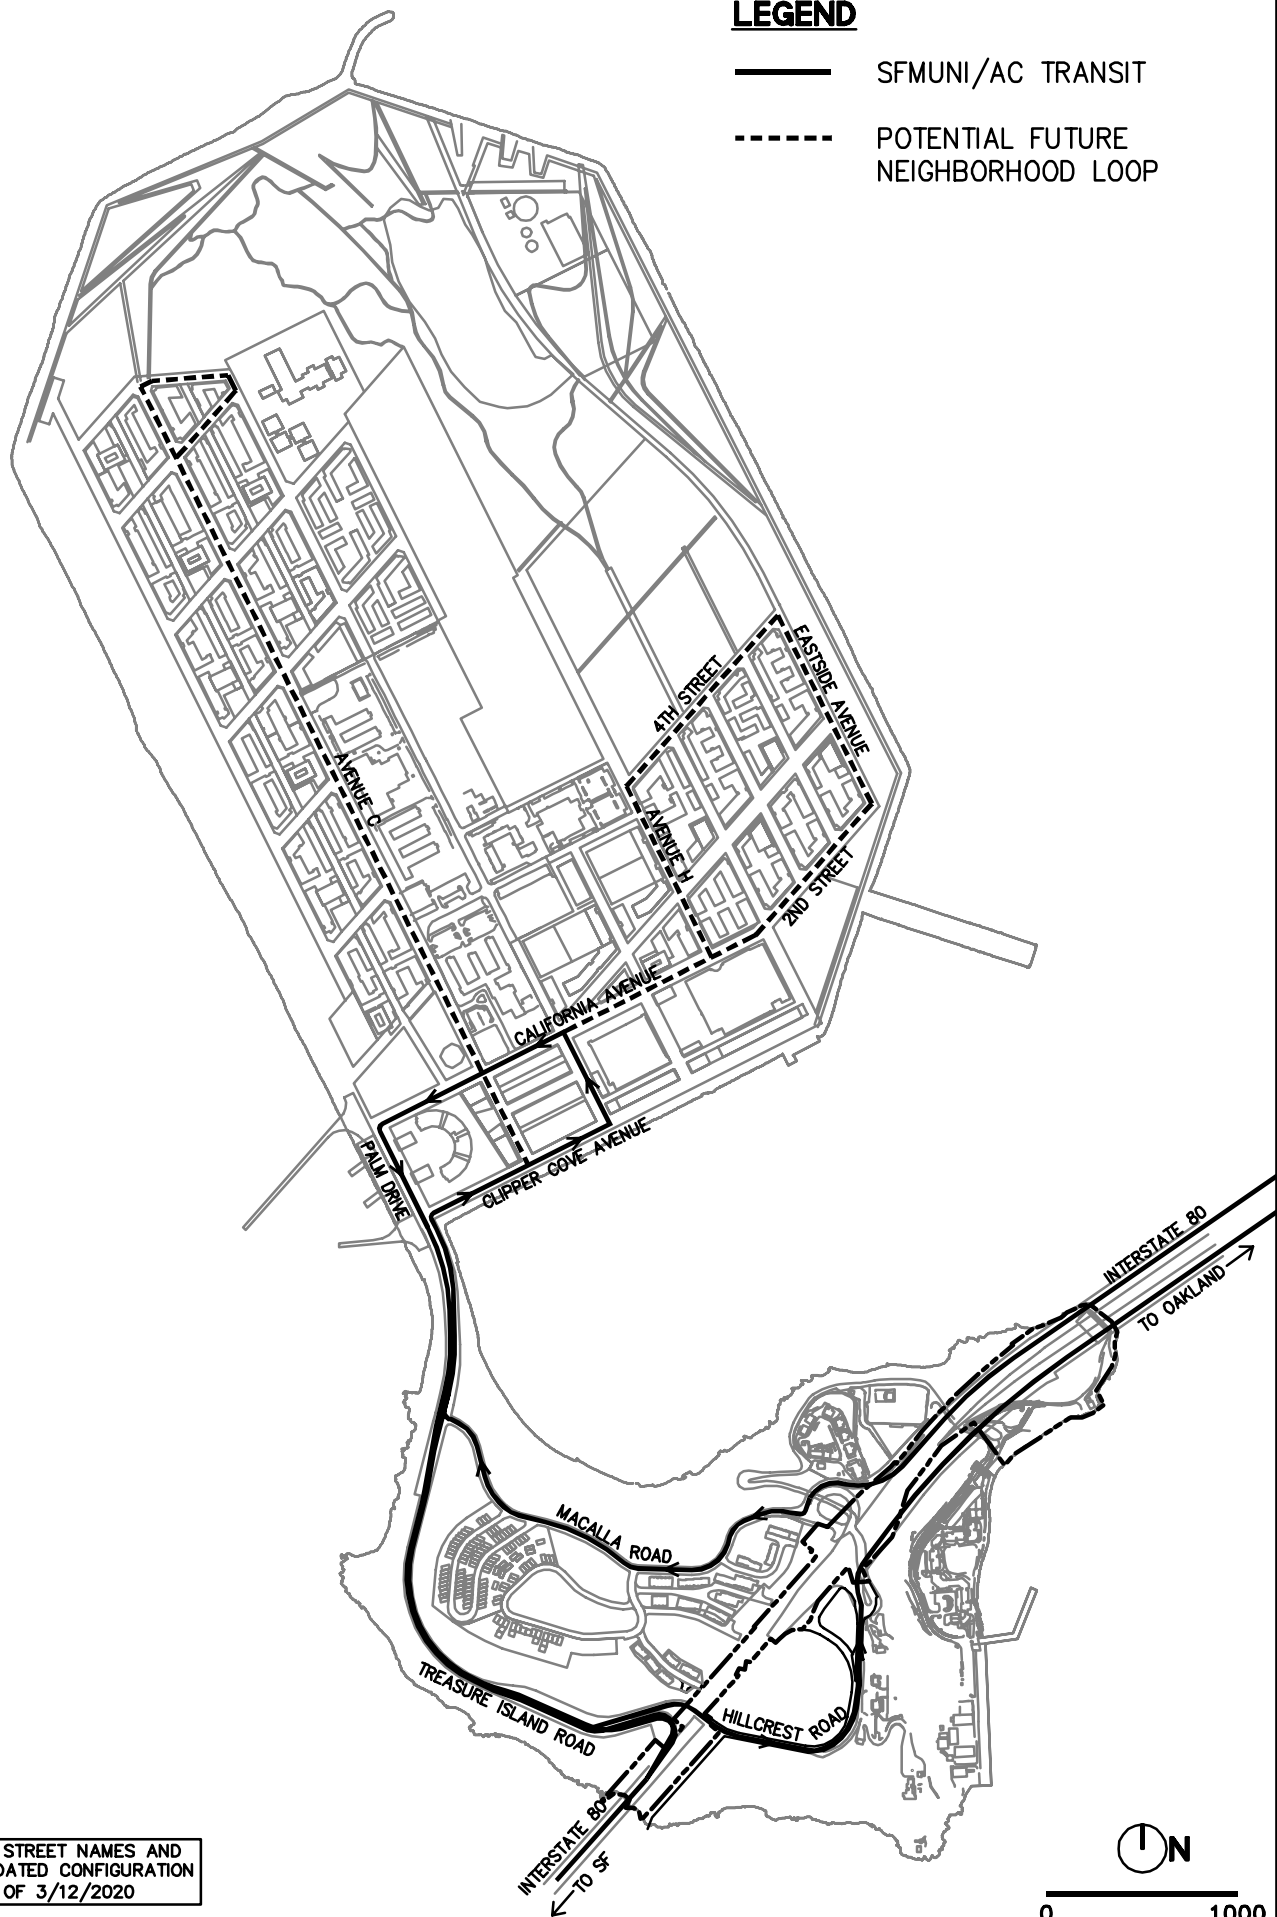 LEGEND
SFMUNI/AC TRANSIT
POTENTIAL FUTURE
NEIGHBORHOOD LOOP
4TH STREET
EASTSIDE AVENUE
AVENUE C
AVENUE H
2ND STREET
CALIFORNIA AVENUE
CLIPPER COVE AVENUE
PALM DRIVE
INTERSTATE 80
TO OAKLAND
MACALLA ROAD
TREASURE ISLAND ROAD
HILLCREST ROAD
INTERSTATE 80
TO SF
STREET NAMES AND
DATED CONFIGURATION
OF 3/12/2020
N
0 1000